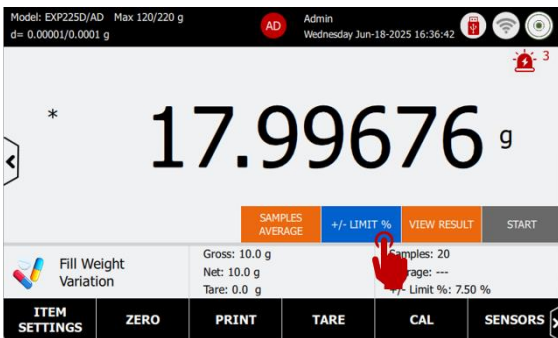 Model: EXP225D/AD Max 120/220 g
d= 0.00001/0.0001 g
AD
Admin
Wednesday Jun-18-2025 16:36:42
3
* 17.99676 g
SAMPLES
AVERAGE
+/- LIMIT %
VIEW RESULT
START
Fill Weight
Variation
Gross: 10.0 g
Net: 10.0 g
Tare: 0.0 g
Samples: 20
rage: ---
+/- Limit %: 7.50 %
ITEM
SETTINGS
ZERO
PRINT
TARE
CAL
SENSORS